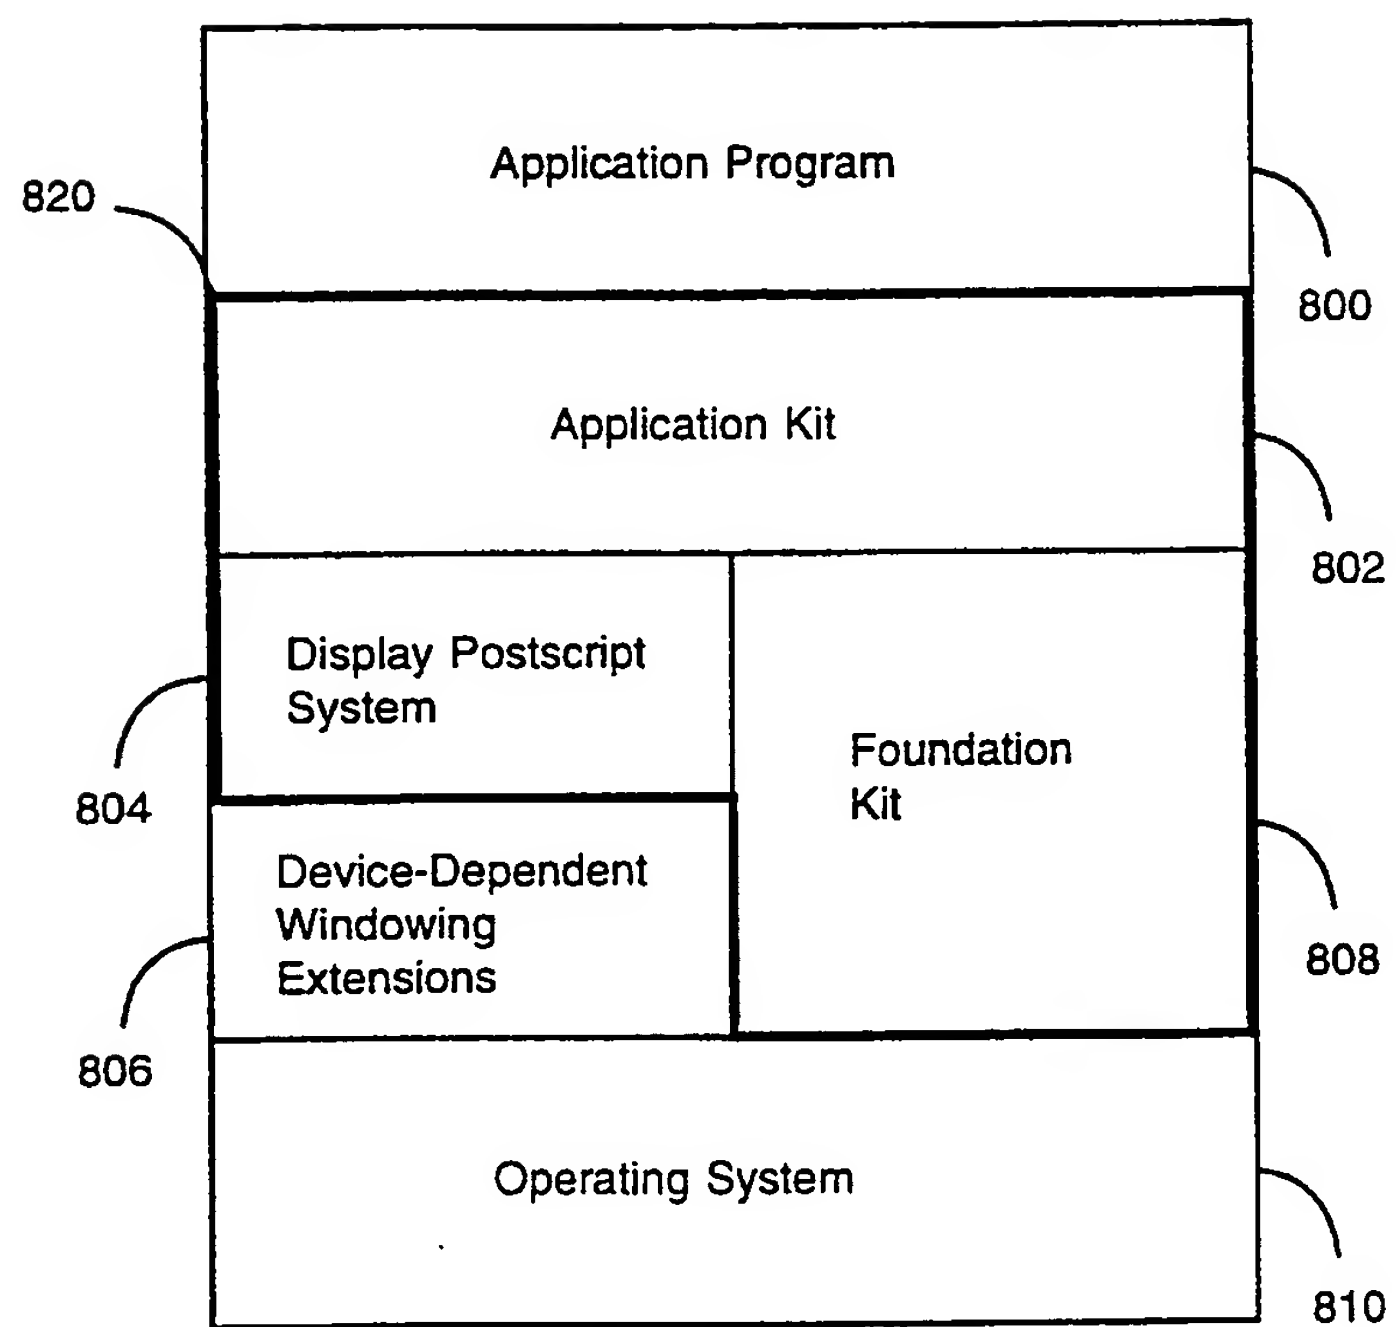 Application Program
820
800
Application Kit
802
Display Postscript
System
804
Foundation
Kit
808
Device-Dependent
Windowing
Extensions
806
Operating System
810